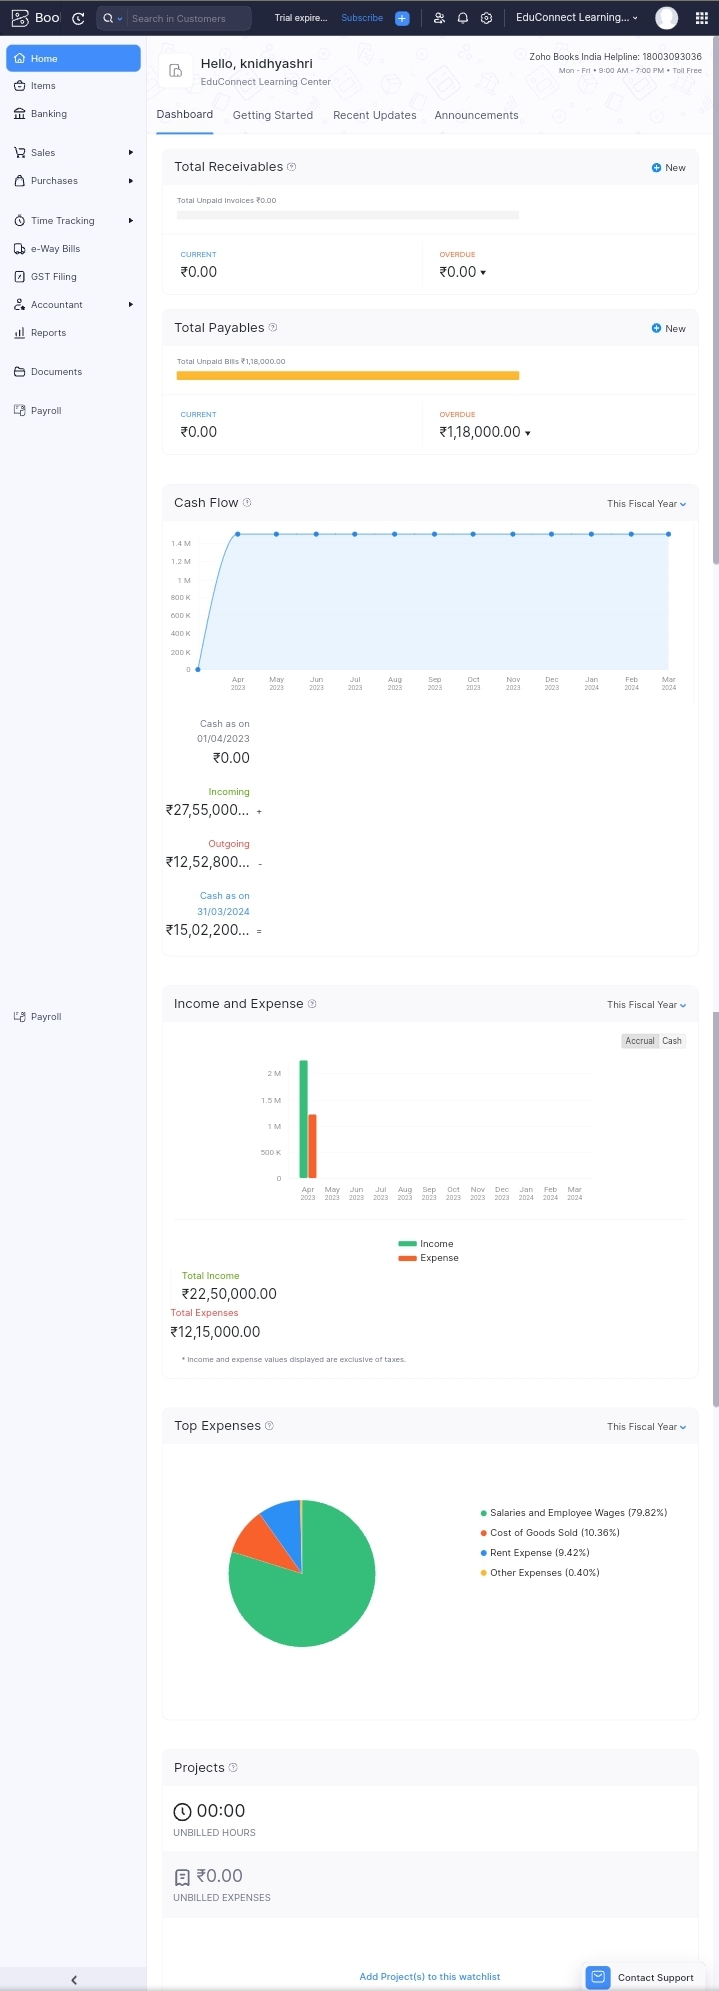 Boo
Search in Customers
Trial expire...
Subscribe
EduConnect Learning...
Home
Items
Banking
Sales
Purchases
Time Tracking
e-Way Bills
GST Filing
Accountant
Reports
Documents
Payroll
Payroll
Hello, knidhyashri
EduConnect Learning Center
Zoho Books India Helpline: 18003093036
Mon - Fri • 9:00 AM - 7:00 PM • Toll Free
Dashboard Getting Started Recent Updates Announcements
Total Receivables
New
Total Unpaid Invoices ₹0.00
CURRENT
₹0.00
OVERDUE
₹0.00
Total Payables
New
Total Unpaid Bills ₹1,18,000.00
CURRENT
₹0.00
OVERDUE
₹1,18,000.00
Cash Flow
This Fiscal Year
1.4 M
1.2 M
1 M
800 K
600 K
400 K
200 K
0
Apr May Jun Jul Aug Sep Oct Nov Dec Jan Feb Mar
2023 2023 2023 2023 2023 2023 2023 2023 2023 2024 2024 2024
Cash as on
01/04/2023
₹0.00
Incoming
₹27,55,000... +
Outgoing
₹12,52,800... -
Cash as on
31/03/2024
₹15,02,200... =
Income and Expense
This Fiscal Year
Accrual Cash
2 M
1.5 M
1 M
500 K
0
Apr May Jun Jul Aug Sep Oct Nov Dec Jan Feb Mar
2023 2023 2023 2023 2023 2023 2023 2023 2023 2024 2024 2024
Income
Expense
Total Income
₹22,50,000.00
Total Expenses
₹12,15,000.00
* Income and expense values displayed are exclusive of taxes.
Top Expenses
This Fiscal Year
Salaries and Employee Wages (79.82%)
Cost of Goods Sold (10.36%)
Rent Expense (9.42%)
Other Expenses (0.40%)
Projects
00:00
UNBILLED HOURS
₹0.00
UNBILLED EXPENSES
Add Project(s) to this watchlist
Contact Support